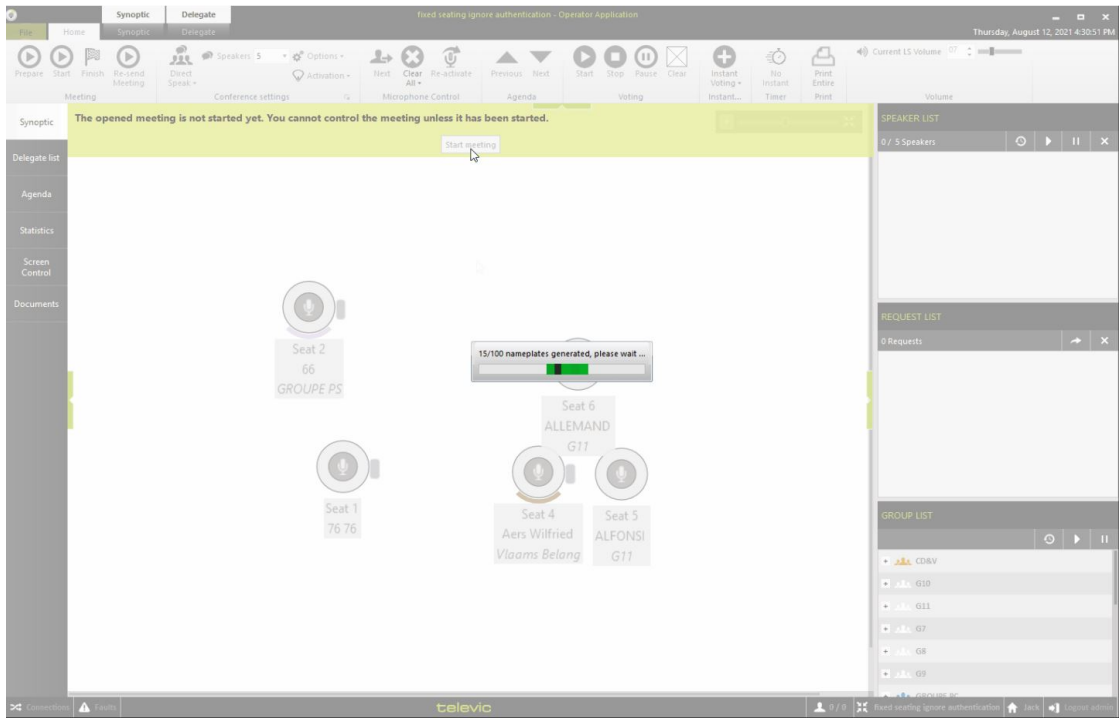 Synoptic Delegate
fixed seating ignore authentication - Operator Application
File Home Synoptic Delegate
Thursday, August 12, 2021 4:30:51 PM
Prepare Start Finish Re-send Meeting
Direct Speak
Speakers 5 Options
Activation
Next Clear All Re-activate
Previous Next
Start Stop Pause Clear
Instant Voting
No Instant
Print Entire
Current LS Volume 07
Meeting Conference settings Microphone Control Agenda Voting Instant... Timer Print Volume
Synoptic
Delegate list
Agenda
Statistics
Screen Control
Documents
The opened meeting is not started yet. You cannot control the meeting unless it has been started.
Start meeting
15/100 nameplates generated, please wait ...
Seat 2
66
GROUPE PS
Seat 6
ALLEMAND
G11
Seat 1
76 76
Seat 4
Aers Wilfried
Vlaams Belang
Seat 5
ALFONSI
G11
SPEAKER LIST
0 / 5 Speakers
REQUEST LIST
0 Requests
GROUP LIST
CD&V
G10
G11
G7
G8
G9
Connections Faults
televic
0 / 0 fixed seating ignore authentication Jack Logout admin